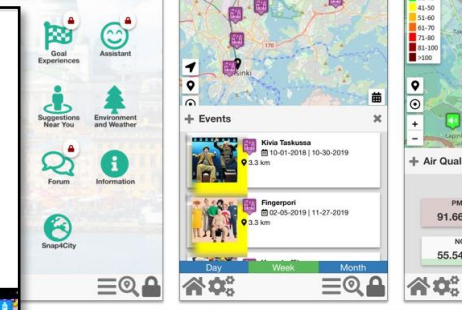 Goal
Experiences
Assistant
Suggestions
Near You
Environment
and Weather
Forum
Information
Snap4City
170
sinki
Events
Kivia Taskussa
10-01-2018 | 10-30-2019
3.3 km
Fingerpori
02-05-2019 | 11-27-2019
3.3 km
Day
Week
Month
41-50
51-60
61-70
71-80
81-100
>100
Air Qual
PM
91.66
NO
55.54